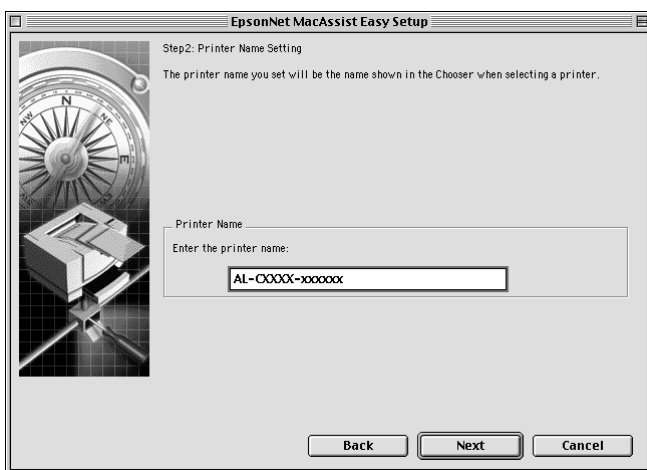 EpsonNet MacAssist Easy Setup
Step2: Printer Name Setting
The printer name you set will be the name shown in the Chooser when selecting a printer.
N
NE
E
Printer Name
Enter the printer name:
AL-CXXXX-xxxxxx
Back
Next
Cancel